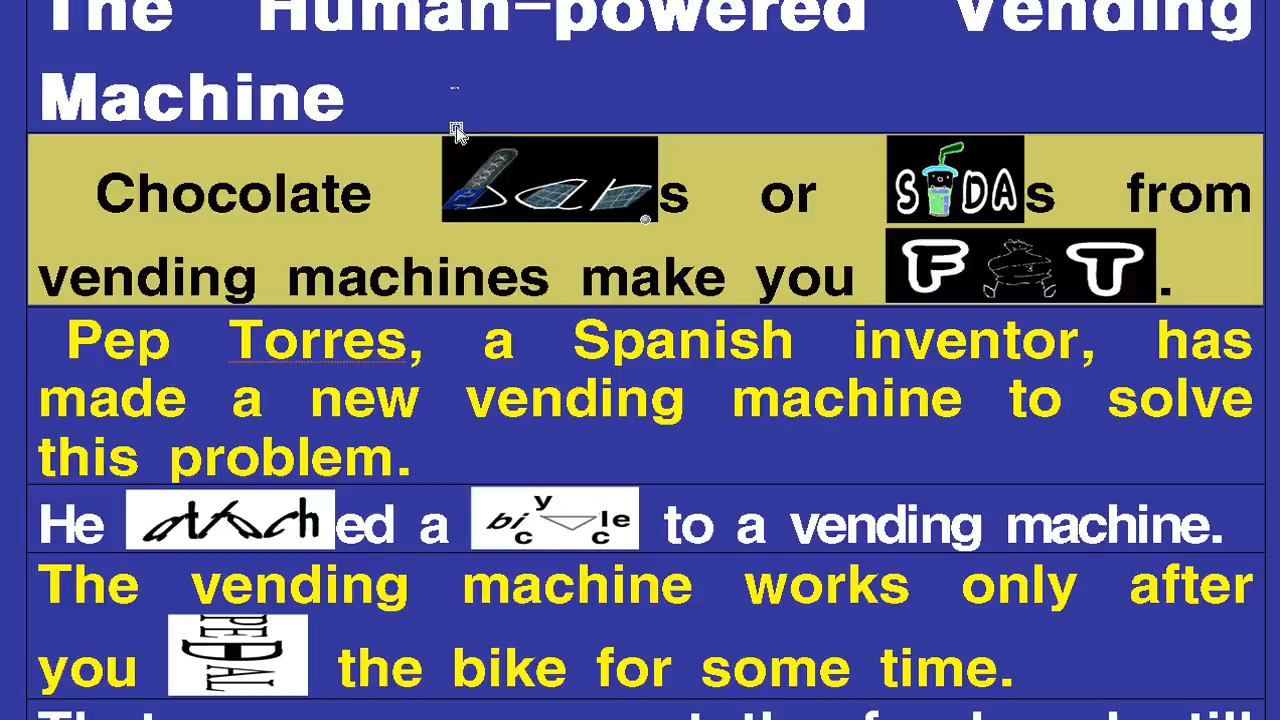 The Human-powered Vending
Machine
Chocolate bars or SODAs from
vending machines make you FAT.
Pep Torres, a Spanish inventor, has
made a new vending machine to solve
this problem.
He attached a bicycle to a vending machine.
The vending machine works only after
you PEDAL the bike for some time.